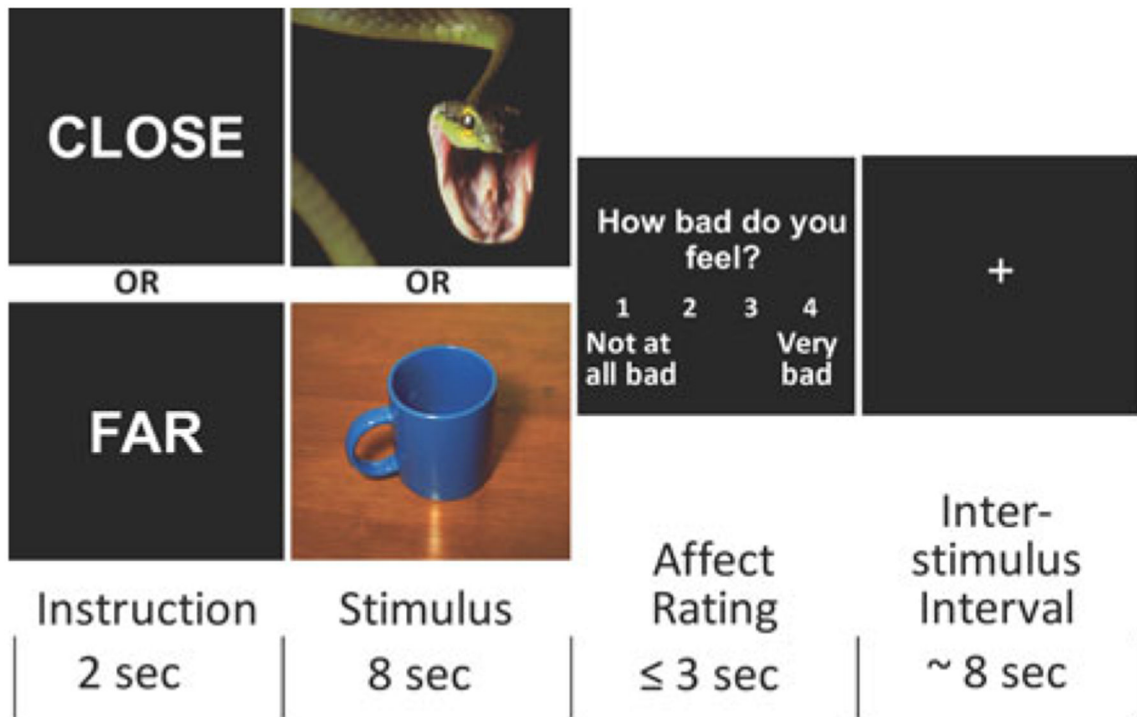 CLOSE
OR
FAR
OR
How bad do you
feel?
1 2 3 4
Not at Very
all bad bad
+
Instruction
2 sec
Stimulus
8 sec
Affect
Rating
≤ 3 sec
Inter-
stimulus
Interval
~ 8 sec